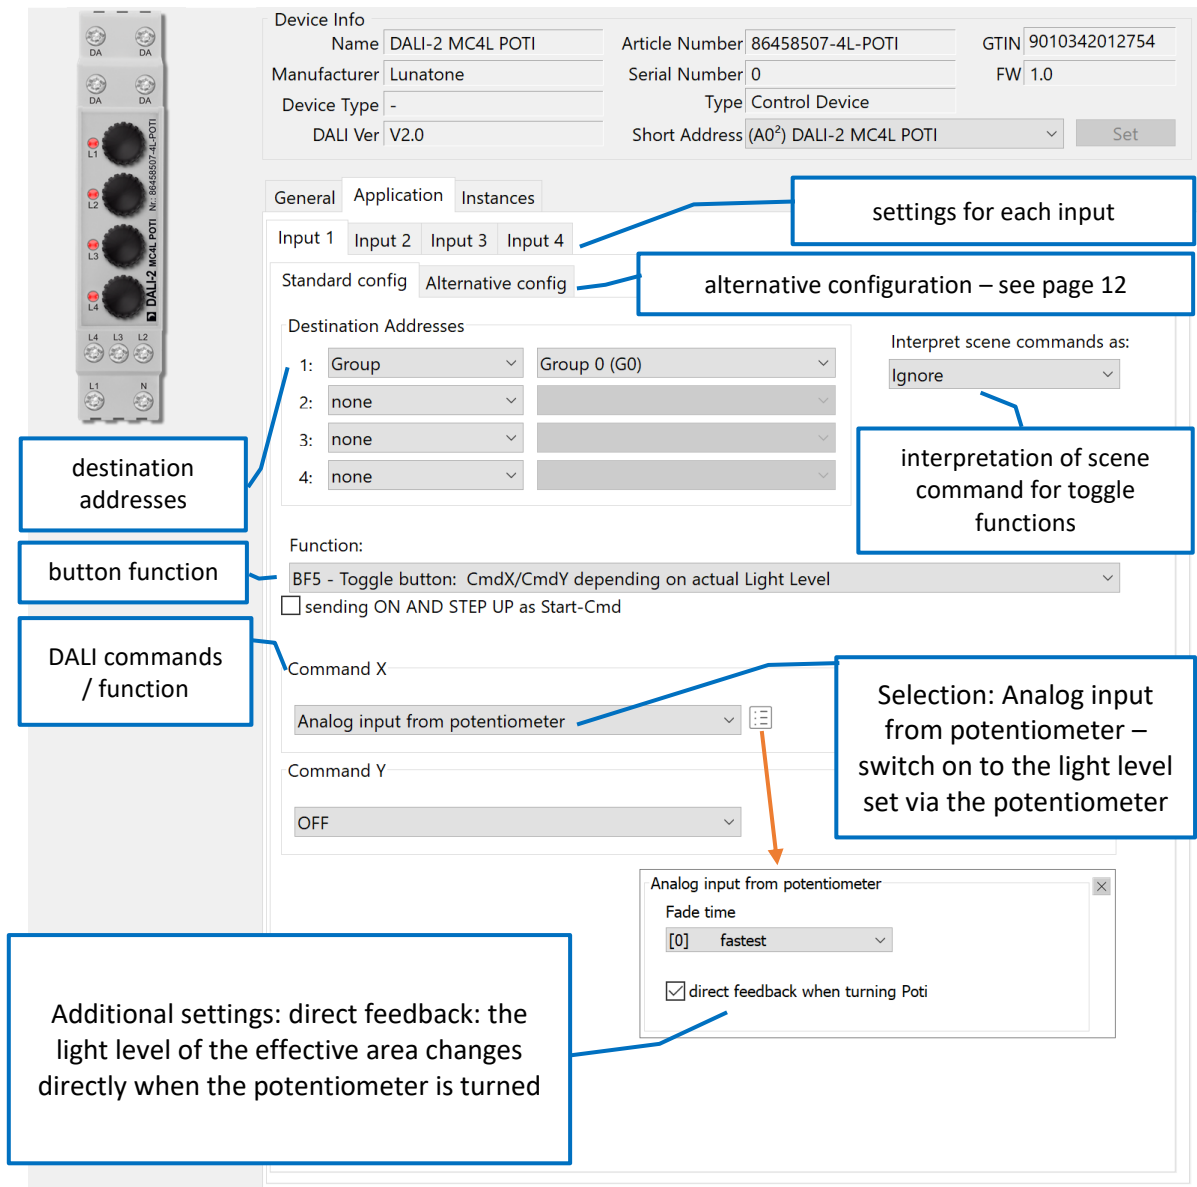 DA DA
DA DA
L1
L2
L3
L4
DALI-2 MC4L POTI Nr.: 86458507-4L-POTI
L4 L3 L2
L1 N
Device Info
Name DALI-2 MC4L POTI Article Number 86458507-4L-POTI GTIN 9010342012754
Manufacturer Lunatone Serial Number 0 FW 1.0
Device Type - Type Control Device
DALI Ver V2.0 Short Address (A0²) DALI-2 MC4L POTI Set
General Application Instances
settings for each input
Input 1 Input 2 Input 3 Input 4
Standard config Alternative config
alternative configuration – see page 12
Destination Addresses
Interpret scene commands as:
1: Group Group 0 (G0)
Ignore
2: none
3: none
4: none
destination
addresses
interpretation of scene
command for toggle
functions
Function:
button function
BF5 - Toggle button: CmdX/CmdY depending on actual Light Level
sending ON AND STEP UP as Start-Cmd
DALI commands
/ function
Command X
Analog input from potentiometer
Selection: Analog input
from potentiometer –
switch on to the light level
set via the potentiometer
Command Y
OFF
Analog input from potentiometer
Fade time
[0] fastest
direct feedback when turning Poti
Additional settings: direct feedback: the
light level of the effective area changes
directly when the potentiometer is turned